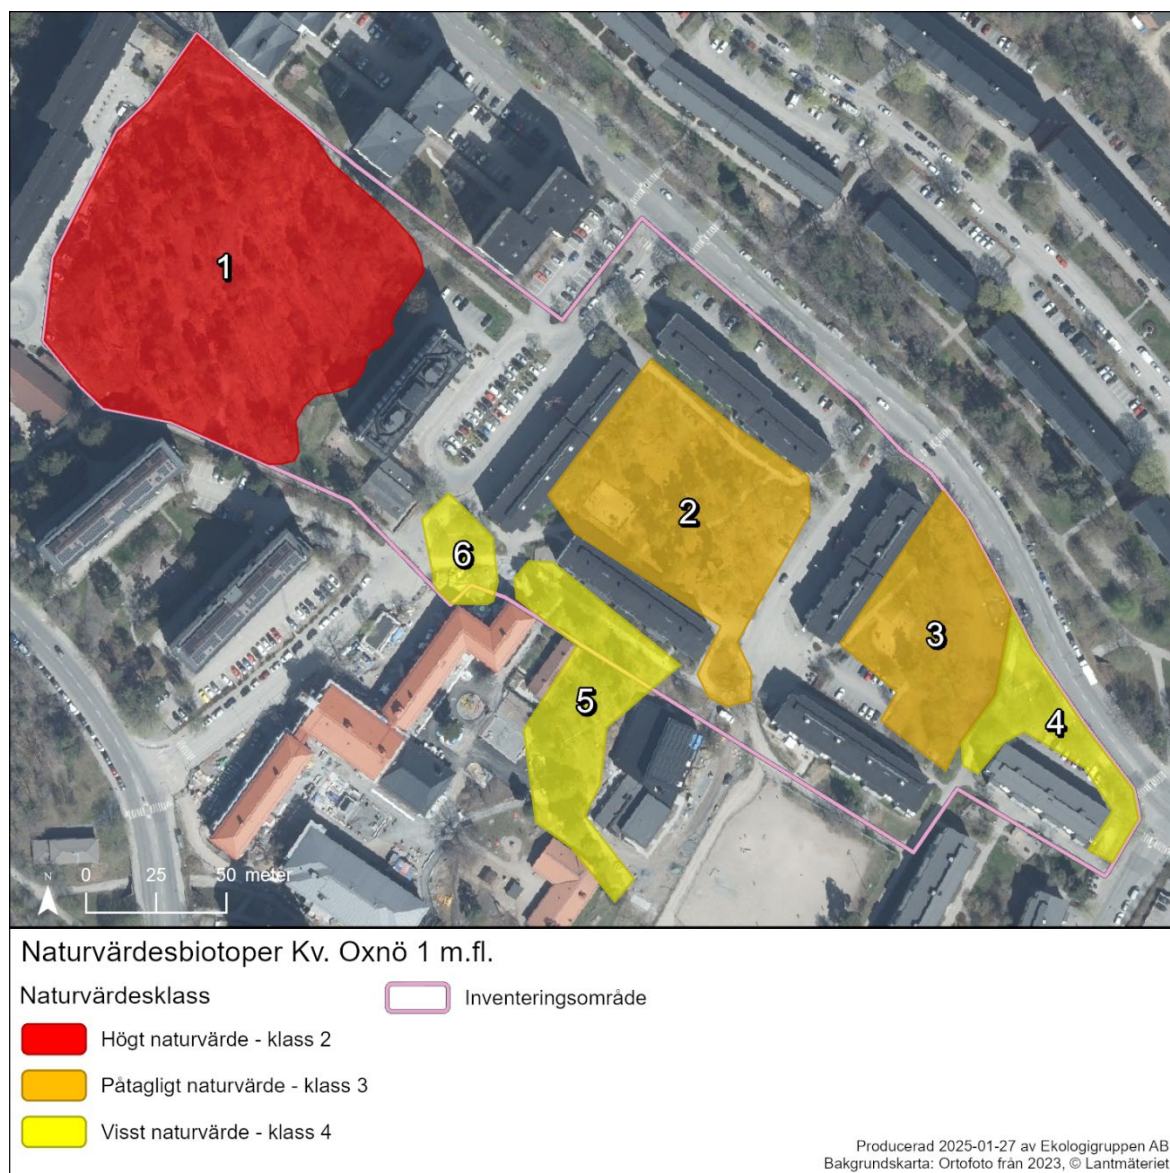 1
2
6
3
5
4
N
0 25 50 meter
Naturvärdesbiotoper Kv. Oxnö 1 m.fl.
Naturvärdesklass
Inventeringsområde
Högt naturvärde - klass 2
Påtagligt naturvärde - klass 3
Visst naturvärde - klass 4
Producerad 2025-01-27 av Ekologigruppen AB
Bakgrundskarta: Ortofoto från 2023, © Lantmäteriet